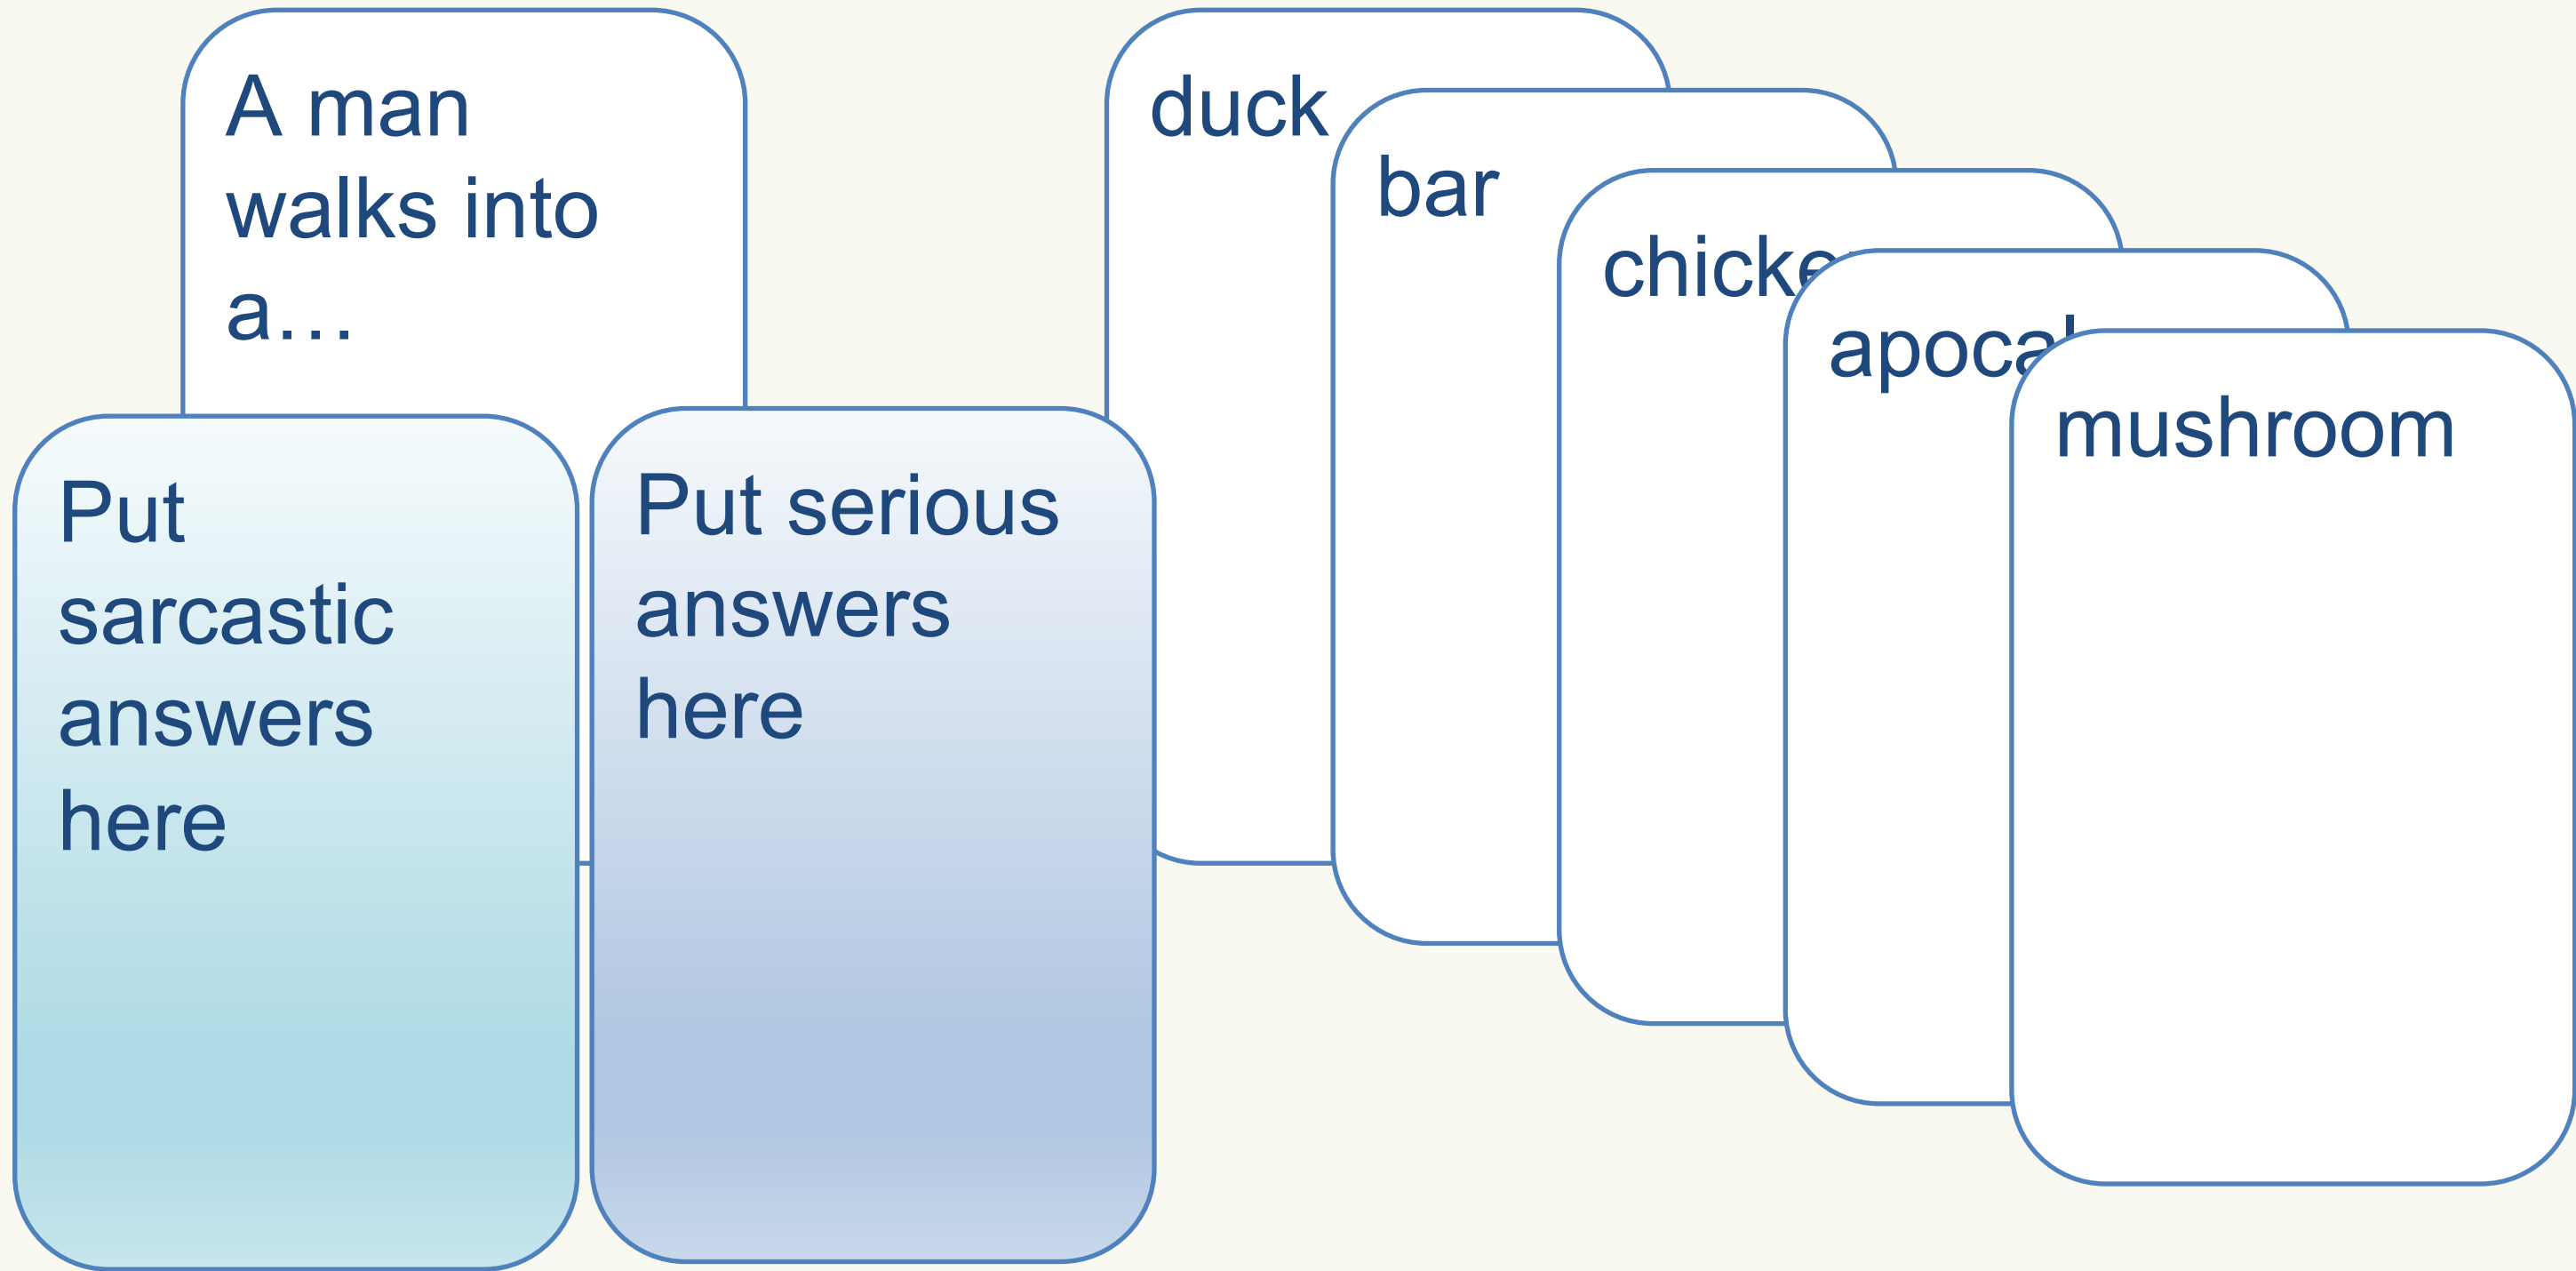 A man
walks into
a…
Put
sarcastic
answers
here
Put serious
answers
here
duck
bar
mushroom